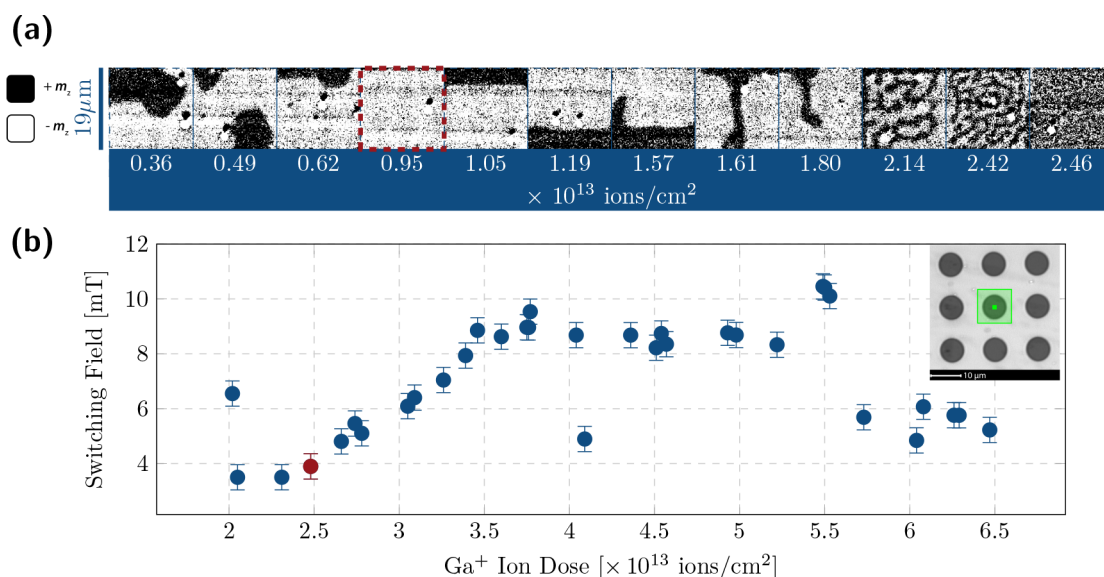 (a)
+ m_z
- m_z
19μm
0.36 0.49 0.62 0.95 1.05 1.19 1.57 1.61 1.80 2.14 2.42 2.46
× 10^13 ions/cm^2
(b)
Switching Field [mT]
12
10
8
6
4
10 μm
2 2.5 3 3.5 4 4.5 5 5.5 6 6.5
Ga^+ Ion Dose [× 10^13 ions/cm^2]